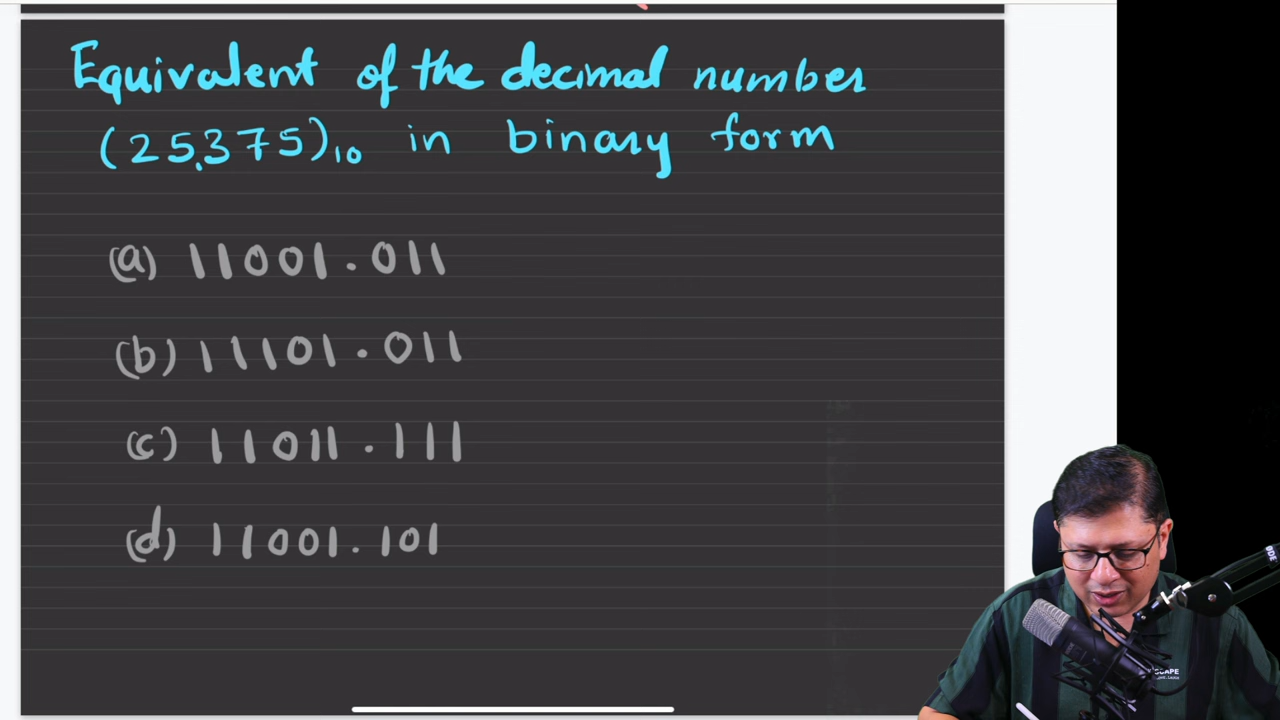 Equivalent of the decimal number
(25.375)10 in binary form
(a) 11001.011
(b) 11101.011
(c) 11011.111
(d) 11001.101